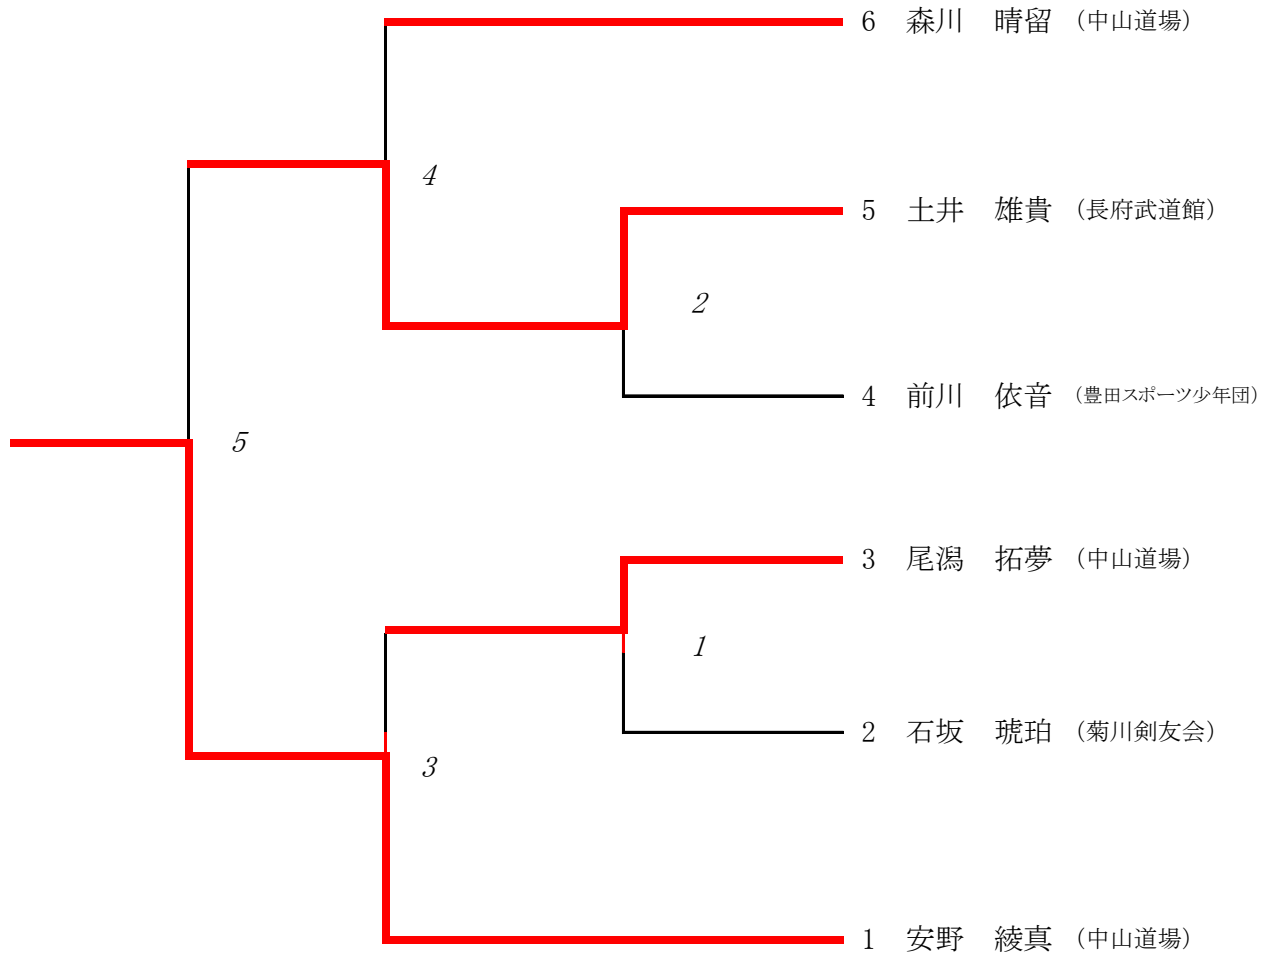 6 森川 晴留 （中山道場）
4
5 土井 雄貴 （長府武道館）
2
4 前川 依音 （豊田スポーツ少年団）
5
3 尾潟 拓夢 （中山道場）
1
2 石坂 琥珀 （菊川剣友会）
3
1 安野 綾真 （中山道場）